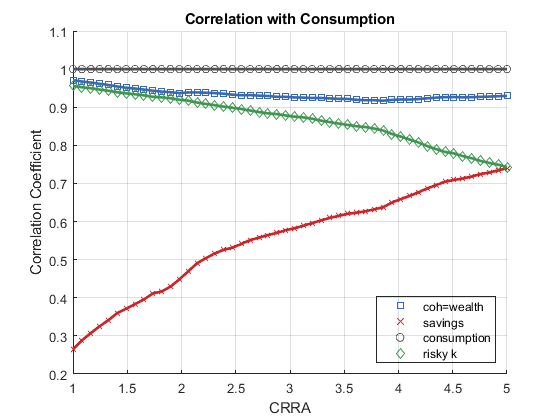 Correlation with Consumption
1.1
1
0.9
0.8
0.7
0.6
0.5
0.4
0.3
0.2
Correlation Coefficient
coh=wealth
savings
consumption
risky k
1 1.5 2 2.5 3 3.5 4 4.5 5
CRRA